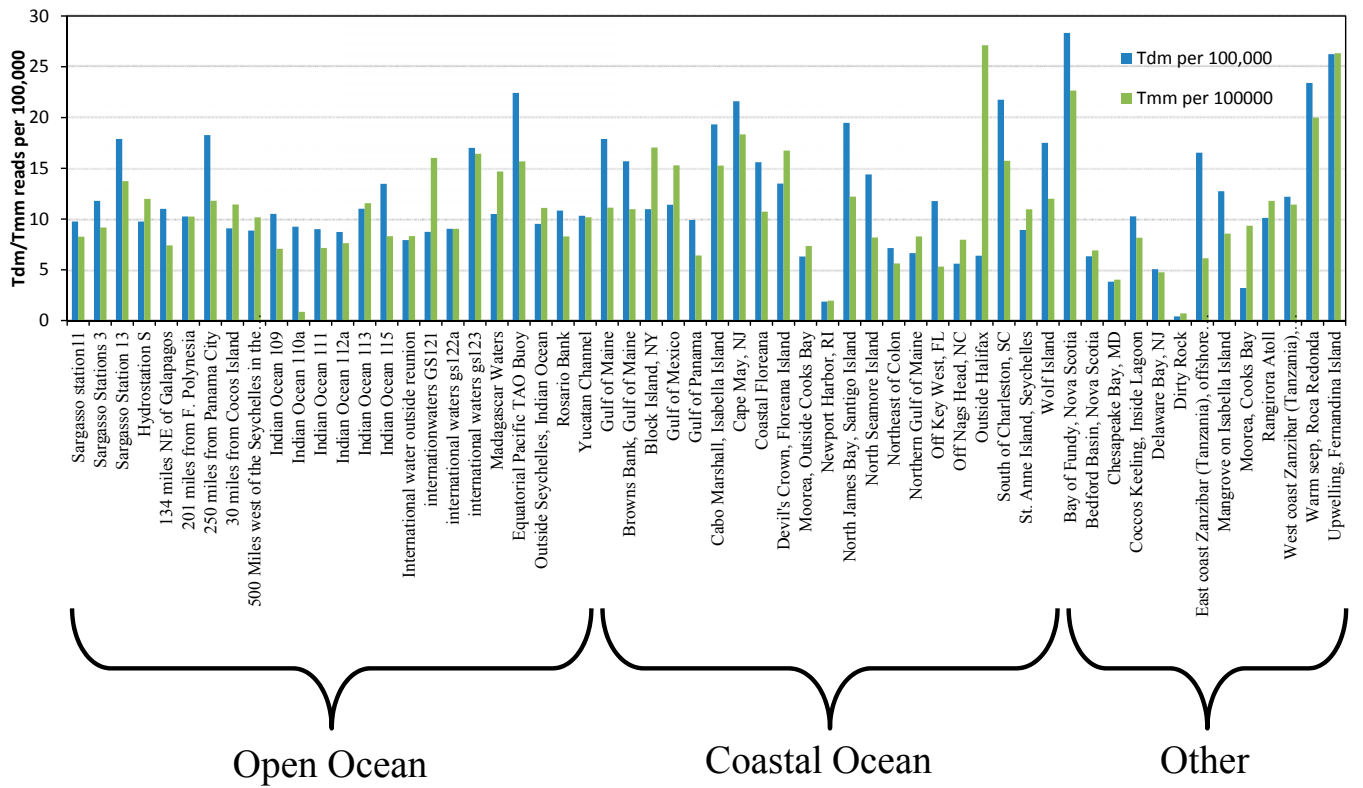 30
25
20
15
10
5
0
Tdm/Tmm reads per 100,000
Tdm per 100,000
Tmm per 100000
Sargasso station11
Sargasso Stations 3
Sargasso Station 13
Hydrostation S
134 miles NE of Galapagos
201 miles from F. Polynesia
250 miles from Panama City
30 miles from Cocos Island
500 Miles west of the Seychelles in the...
Indian Ocean 109
Indian Ocean 110a
Indian Ocean 111
Indian Ocean 112a
Indian Ocean 113
Indian Ocean 115
International water outside reunion
internationwaters GS121
international waters gs122a
international waters gs123
Madagascar Waters
Equatorial Pacific TAO Buoy
Outside Seychelles, Indian Ocean
Rosario Bank
Yucatan Channel
Gulf of Maine
Browns Bank, Gulf of Maine
Block Island, NY
Gulf of Mexico
Gulf of Panama
Cabo Marshall, Isabella Island
Cape May, NJ
Coastal Floreana
Devil's Crown, Floreana Island
Moorea, Outside Cooks Bay
Newport Harbor, RI
North James Bay, Santigo Island
North Seamore Island
Northeast of Colon
Northern Gulf of Maine
Off Key West, FL
Off Nags Head, NC
Outside Halifax
South of Charleston, SC
St. Anne Island, Seychelles
Wolf Island
Bay of Fundy, Nova Scotia
Bedford Basin, Nova Scotia
Chesapeake Bay, MD
Coccos Keeling, Inside Lagoon
Delaware Bay, NJ
Dirty Rock
East coast Zanzibar (Tanzania), offshore...
Mangrove on Isabella Island
Moorea, Cooks Bay
Rangirora Atoll
West coast Zanzibar (Tanzania),...
Warm seep, Roca Redonda
Upwelling, Fernandina Island
Open Ocean
Coastal Ocean
Other